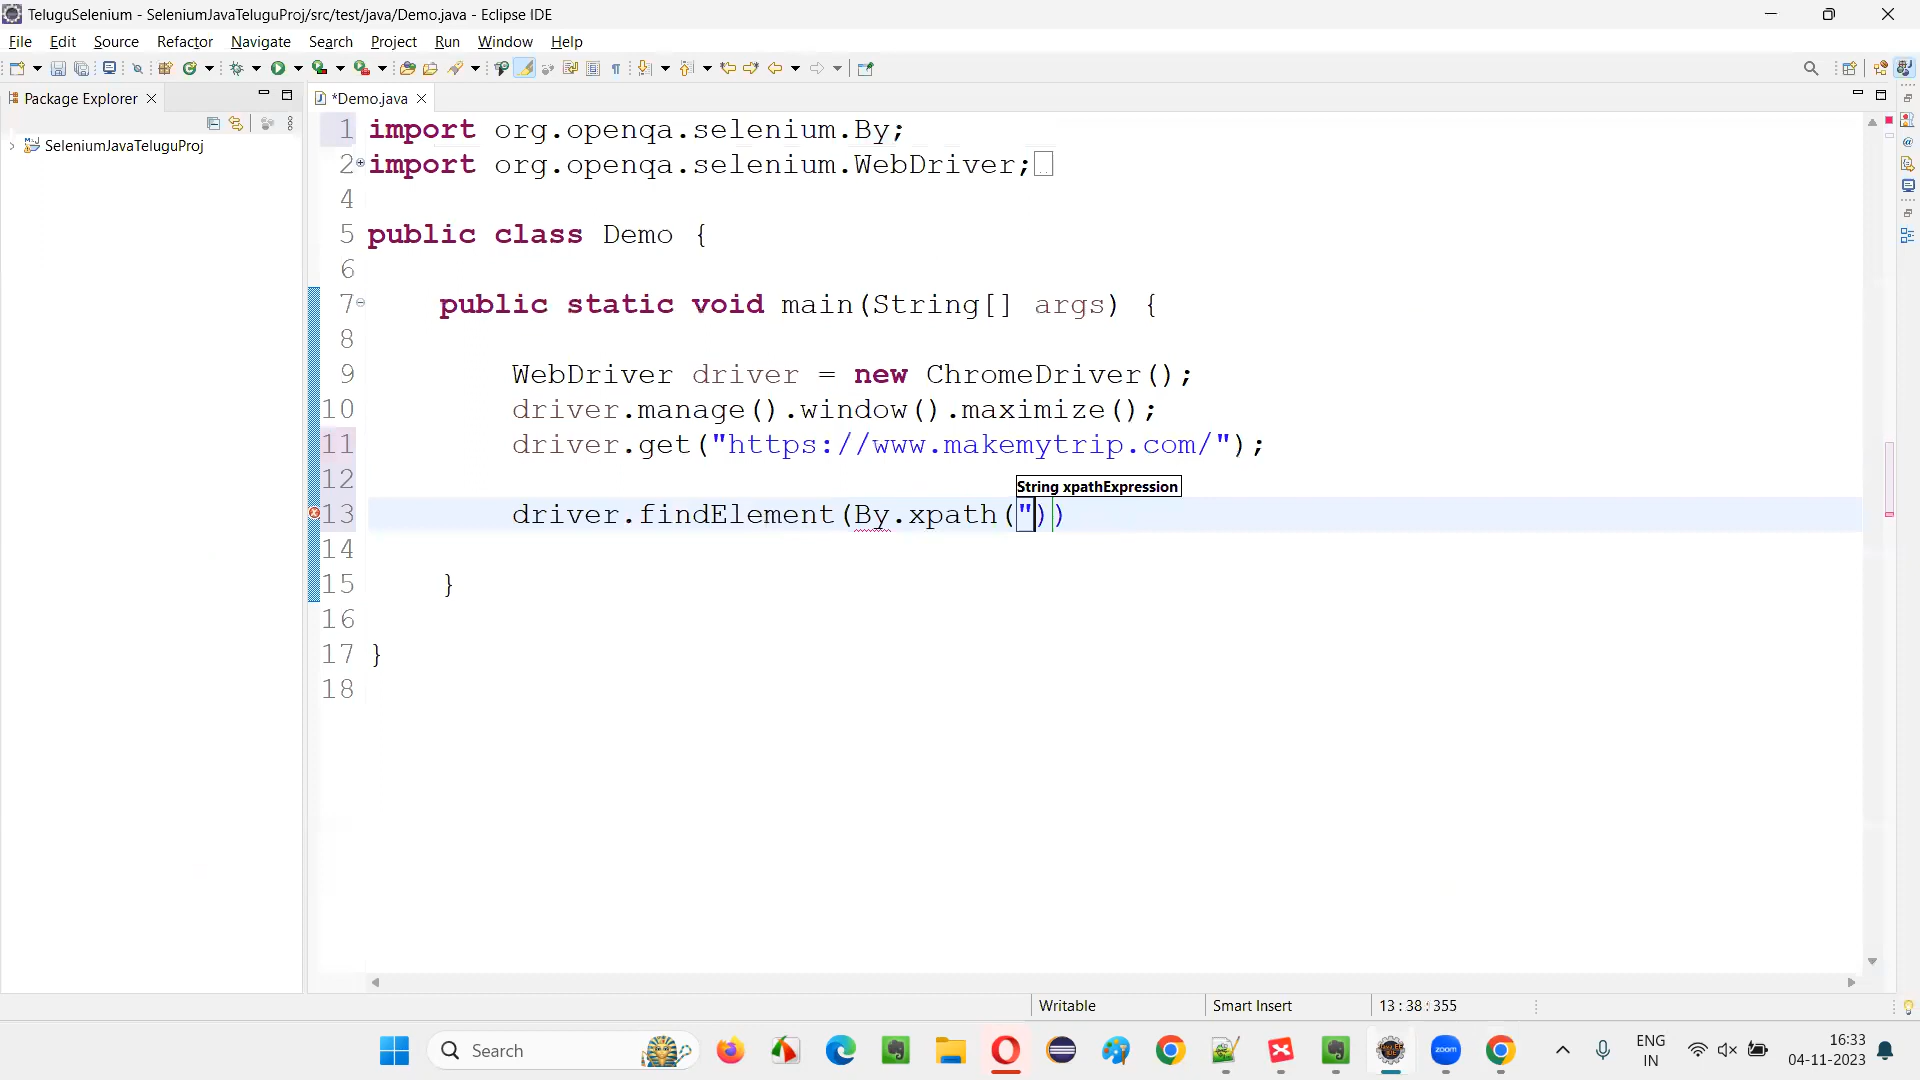 TeluguSelenium - SeleniumJavaTeluguProj/src/test/java/Demo.java - Eclipse IDE
File Edit Source Refactor Navigate Search Project Run Window Help
Package Explorer
*Demo.java
SeleniumJavaTeluguProj
1 import org.openqa.selenium.By;
2 import org.openqa.selenium.WebDriver;
4
5 public class Demo {
6
7 public static void main(String[] args) {
8
9 WebDriver driver = new ChromeDriver();
10 driver.manage().window().maximize();
11 driver.get("https://www.makemytrip.com/");
12
String xpathExpression
13 driver.findElement(By.xpath("))
14
15 }
16
17 }
18
Writable Smart Insert 13 : 38 : 355
Search
zoom
ENG
IN
16:33
04-11-2023